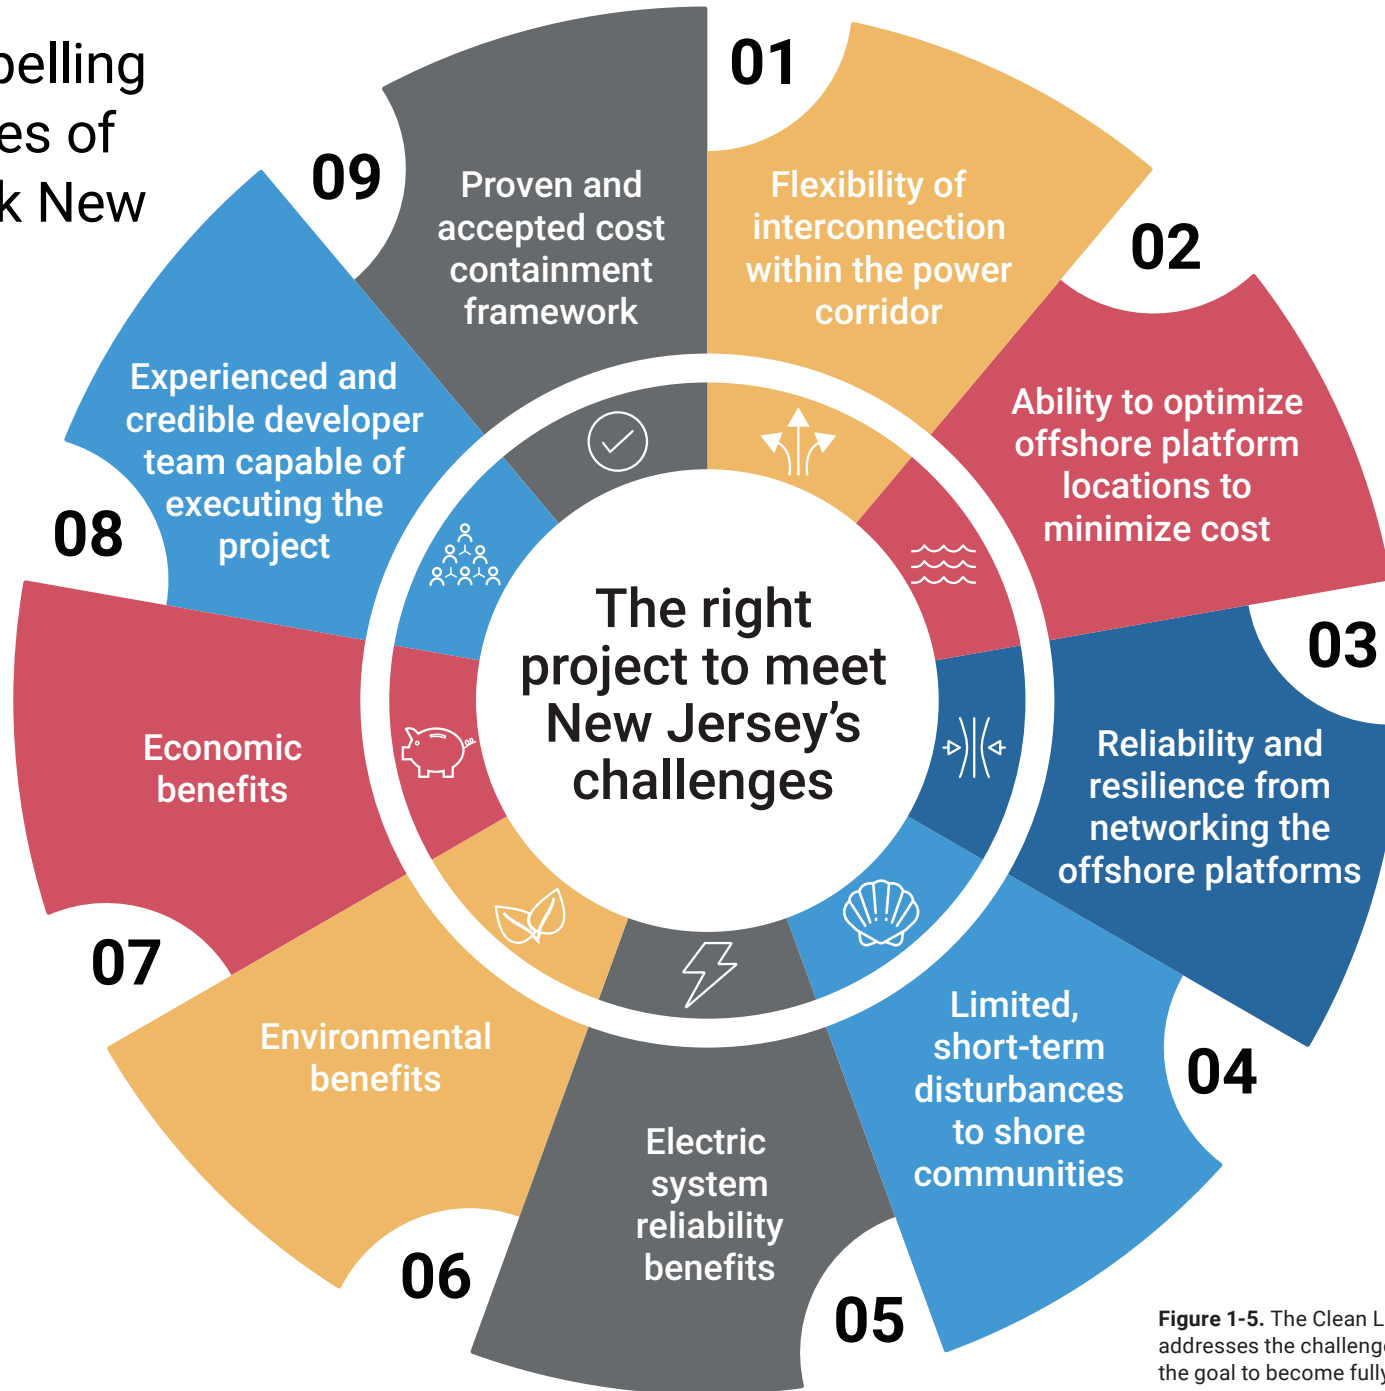 es of
New
01
Flexibility of
interconnection
within the power
corridor
02
Ability to optimize
offshore platform
locations to
minimize cost
03
Reliability and
resilience from
networking the
offshore platforms
04
Limited,
short-term
disturbances
to shore
communities
05
Electric
system
reliability
benefits
06
Environmental
benefits
07
Economic
benefits
08
Experienced and
credible developer
team capable of
executing the
project
09
Proven and
accepted cost
containment
framework
The right
project to meet
New Jersey’s
challenges
Figure 1-5. The Clean
addresses the
the goal to become fully